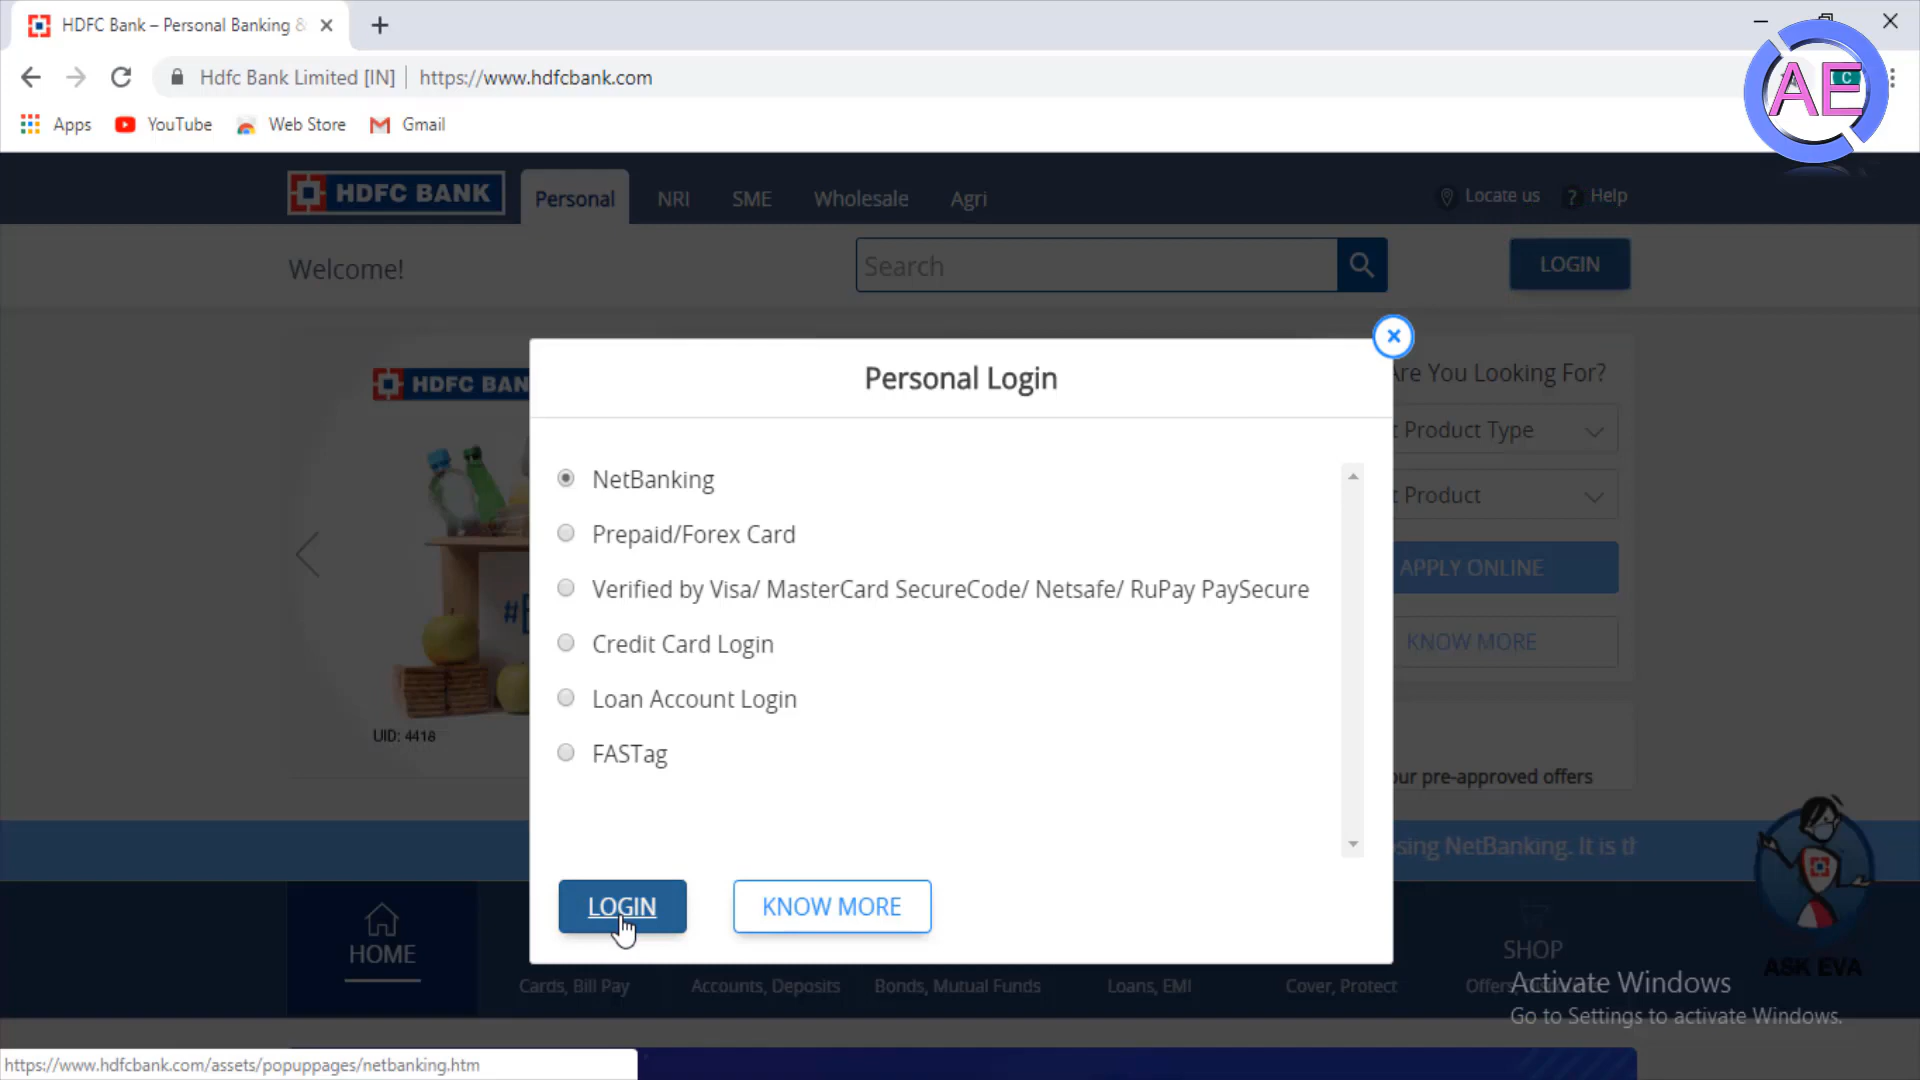 HDFC Bank – Personal Banking &
Hdfc Bank Limited [IN] | https://www.hdfcbank.com
C
AE
Apps YouTube Web Store Gmail
HDFC BANK Personal NRI SME Wholesale Agri Locate us ? Help
Welcome! Search LOGIN
Personal Login
HDFC BAN
Are You Looking For?
NetBanking
Prepaid/Forex Card
Verified by Visa/ MasterCard SecureCode/ Netsafe/ RuPay PaySecure
Credit Card Login
Loan Account Login
FASTag
t Product Type
t Product
APPLY ONLINE
KNOW MORE
UID: 4418
our pre-approved offers
sing NetBanking. It is th
LOGIN KNOW MORE
HOME
SHOP
ASK EVA
Cards, Bill Pay Accounts, Deposits Bonds, Mutual Funds Loans, EMI Cover, Protect
Activate Windows
Go to Settings to activate Windows.
https://www.hdfcbank.com/assets/popuppages/netbanking.htm